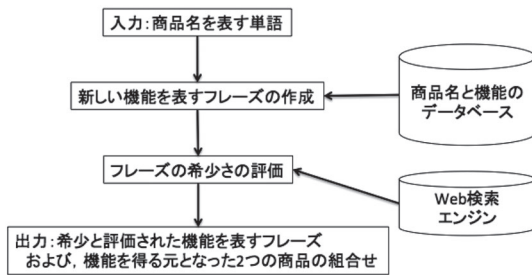 入力:商品名を表す単語
新しい機能を表すフレーズの作成
商品名と機能の
データベース
フレーズの希少さの評価
Web検索
エンジン
出力:希少と評価された機能を表すフレーズ
および,機能を得る元となった2つの商品の組合せ